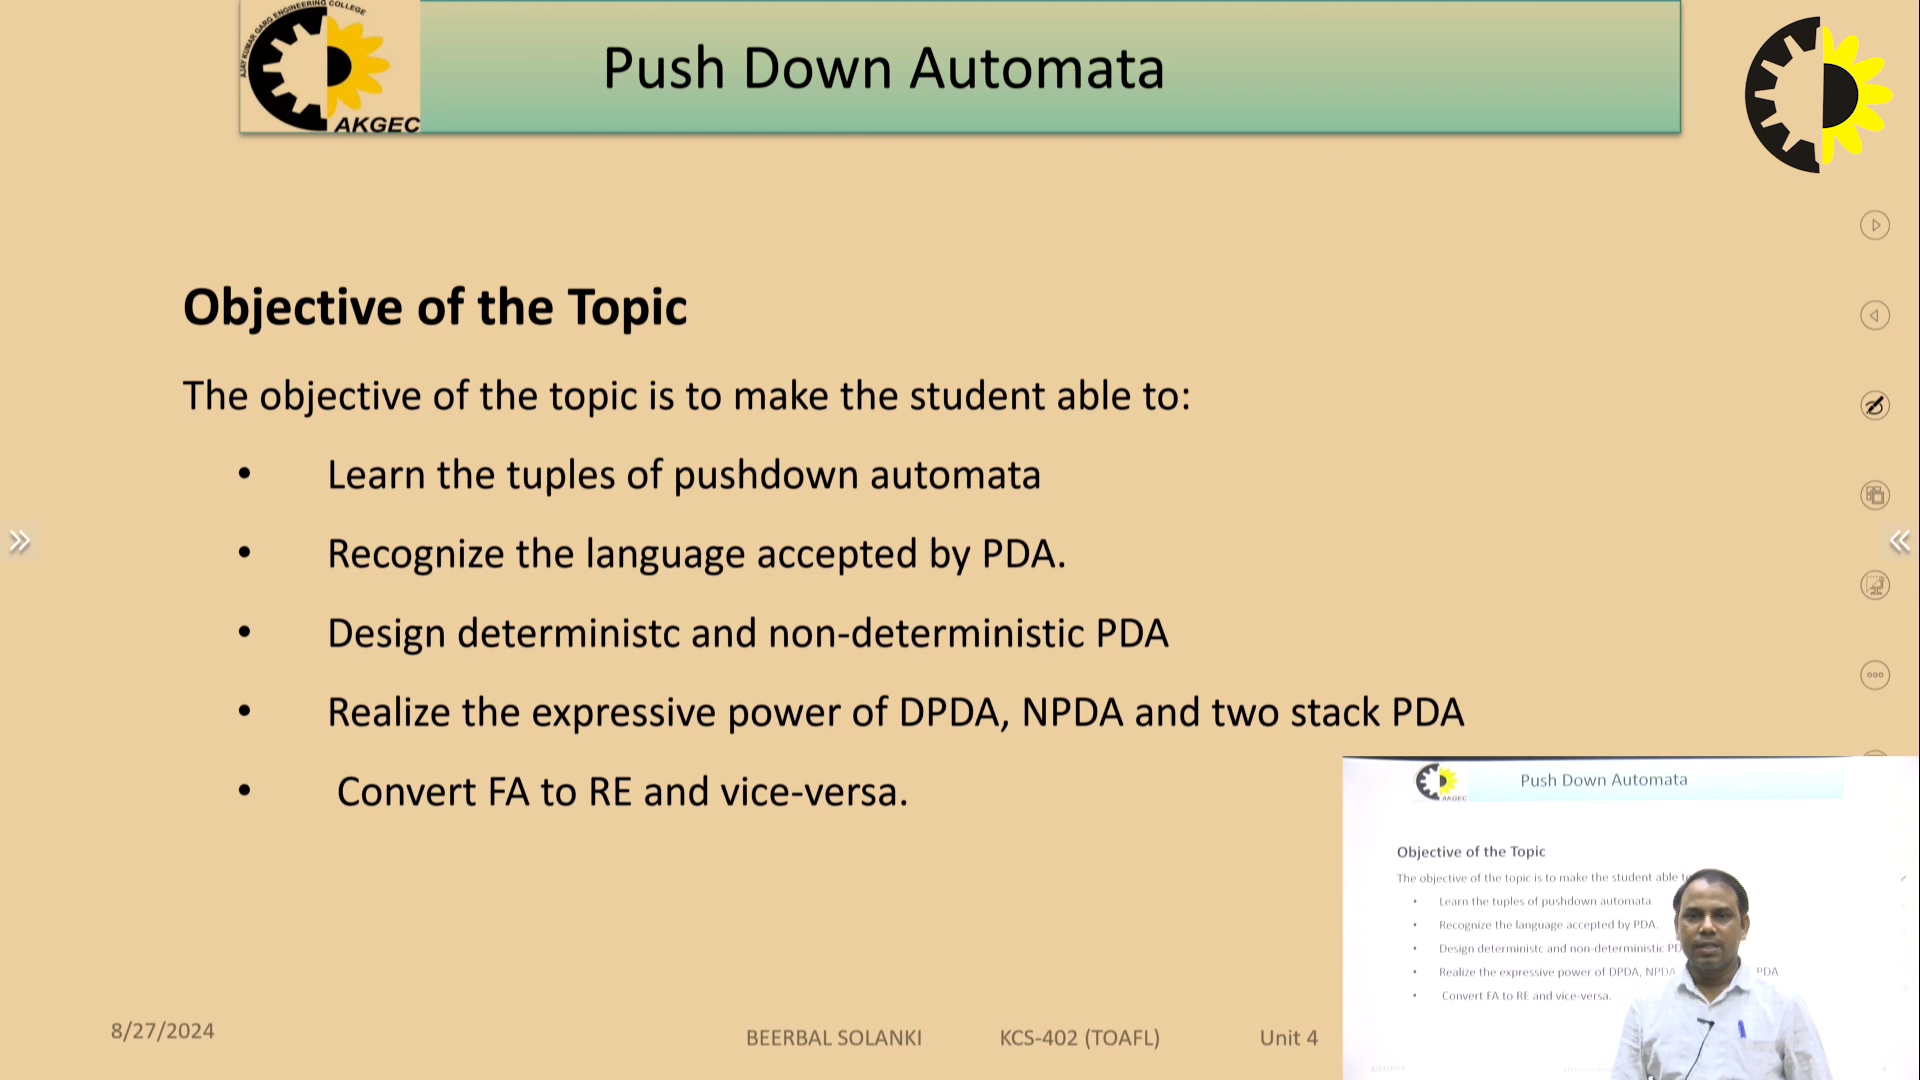 AJAY KUMAR GARG ENGINEERING COLLEGE
AKGEC
Push Down Automata
Objective of the Topic
The objective of the topic is to make the student able to:
• Learn the tuples of pushdown automata
• Recognize the language accepted by PDA.
• Design deterministc and non-deterministic PDA
• Realize the expressive power of DPDA, NPDA and two stack PDA
• Convert FA to RE and vice-versa.
8/27/2024
BEERBAL SOLANKI KCS-402 (TOAFL) Unit 4
AKGEC
Push Down Automata
Objective of the Topic
The objective of the topic is to make the student able
• Learn the tuples of pushdown automata
• Recognize the language accepted by PDA.
• Design deterministc and non-deterministic
• Realize the expressive power of DPDA, NPDA PDA
• Convert FA to RE and vice-versa.